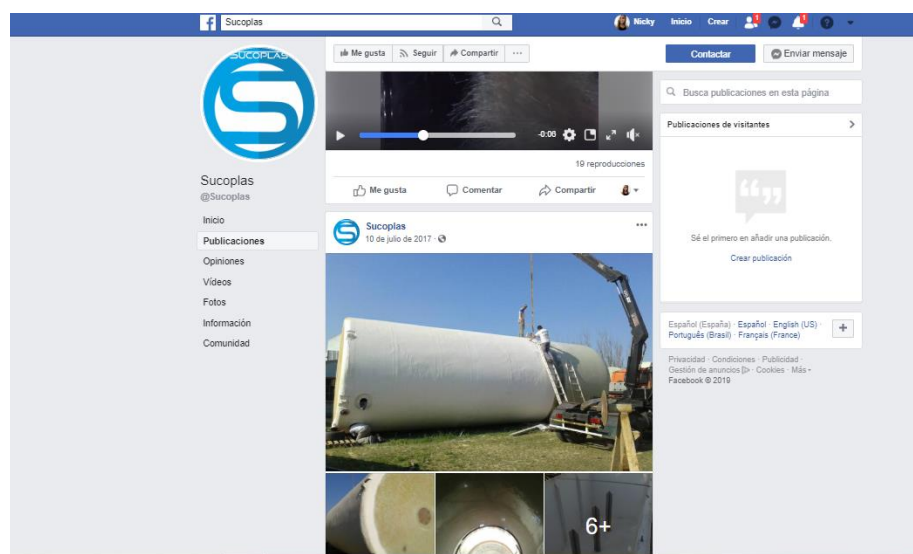 Sucoplas
Nicky Inicio Crear
SUCOPLAS
Me gusta Seguir Compartir ...
Contactar Enviar mensaje
Busca publicaciones en esta página
-0:06
Publicaciones de visitantes
19 reproducciones
Me gusta Comentar Compartir
Sucoplas
@Sucoplas
Inicio
Publicaciones
Opiniones
Vídeos
Fotos
Información
Comunidad
Sucoplas
10 de julio de 2017 ·
6+
Sé el primero en añadir una publicación.
Crear publicación
Español (España) · Español · English (US) ·
Português (Brasil) · Français (France)
Privacidad · Condiciones · Publicidad ·
Gestión de anuncios · Cookies · Más
Facebook © 2019